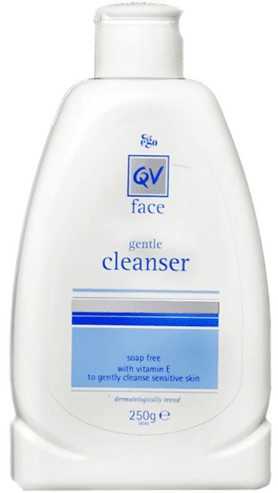 ego
QV
face
gentle
cleanser
soap free
with vitamin E
to gently cleanse sensitive skin
dermatologically tested
250g e